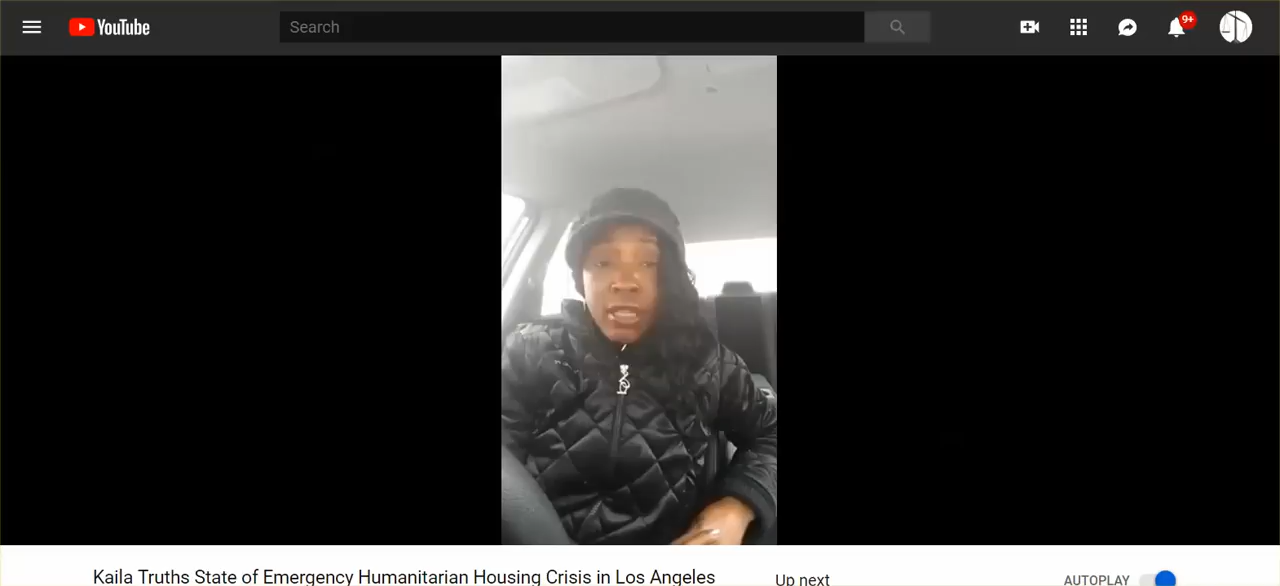 YouTube
Search
9+
Kaila Truths State of Emergency Humanitarian Housing Crisis in Los Angeles
Up next
AUTOPLAY